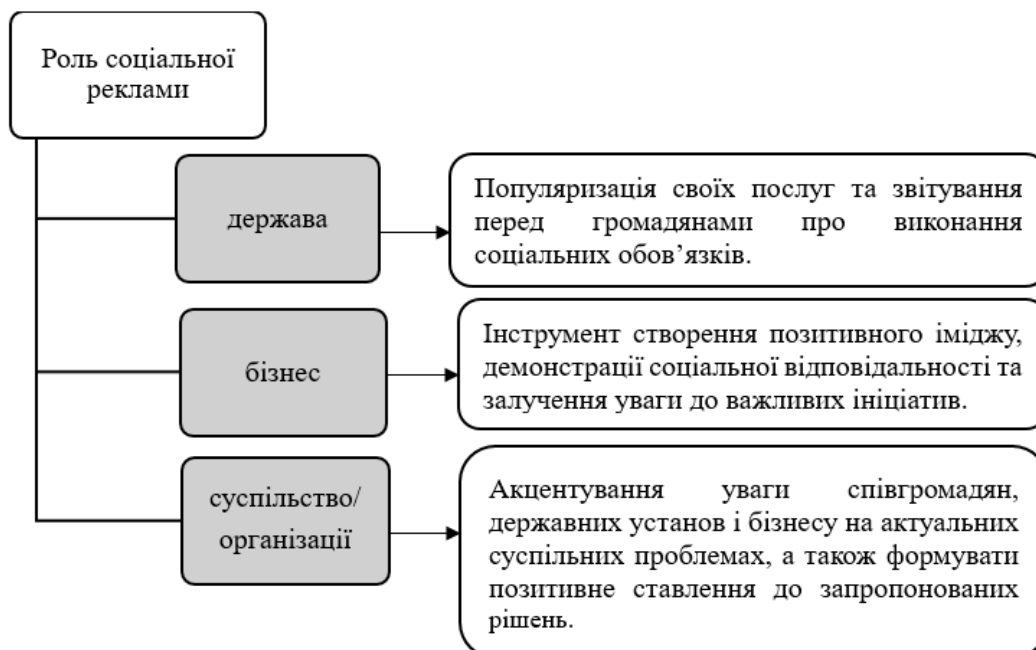 Роль соціальної
реклами
держава
Популяризація своїх послуг та звітування
перед громадянами про виконання
соціальних обов’язків.
бізнес
Інструмент створення позитивного іміджу,
демонстрації соціальної відповідальності та
залучення уваги до важливих ініціатив.
суспільство/
організації
Акцентування уваги співгромадян,
державних установ і бізнесу на актуальних
суспільних проблемах, а також формувати
позитивне ставлення до запропонованих
рішень.